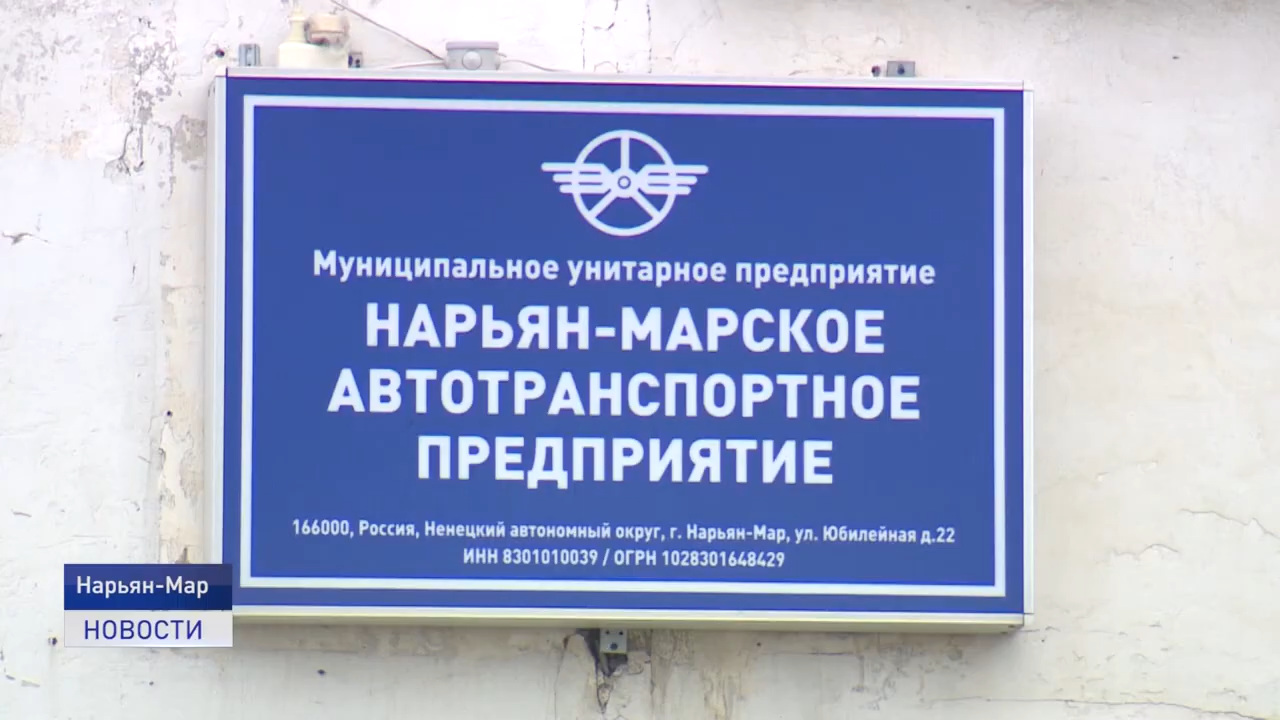 Муниципальное унитарное предприятие
НАРЬЯН-МАРСКОЕ
АВТОТРАНСПОРТНОЕ
ПРЕДПРИЯТИЕ
166000, Россия, Ненецкий автономный округ, г. Нарьян-Мар, ул. Юбилейная д.22
ИНН 8301010039 / ОГРН 1028301648429
Нарьян-Мар
НОВОСТИ